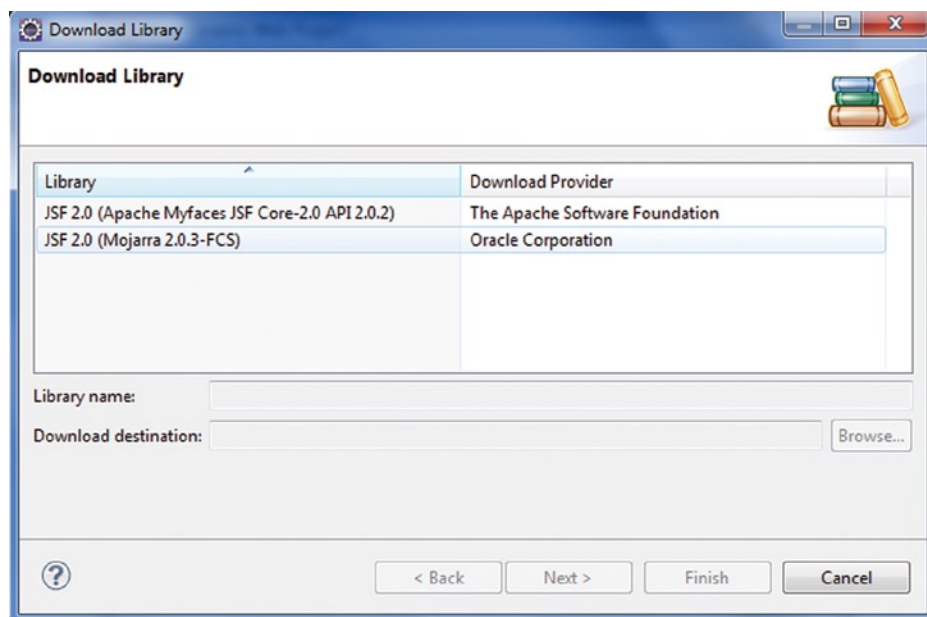 Download Library
Download Library
Library Download Provider
JSF 2.0 (Apache Myfaces JSF Core-2.0 API 2.0.2) The Apache Software Foundation
JSF 2.0 (Mojarra 2.0.3-FCS) Oracle Corporation
Library name:
Download destination: Browse...
? < Back Next > Finish Cancel